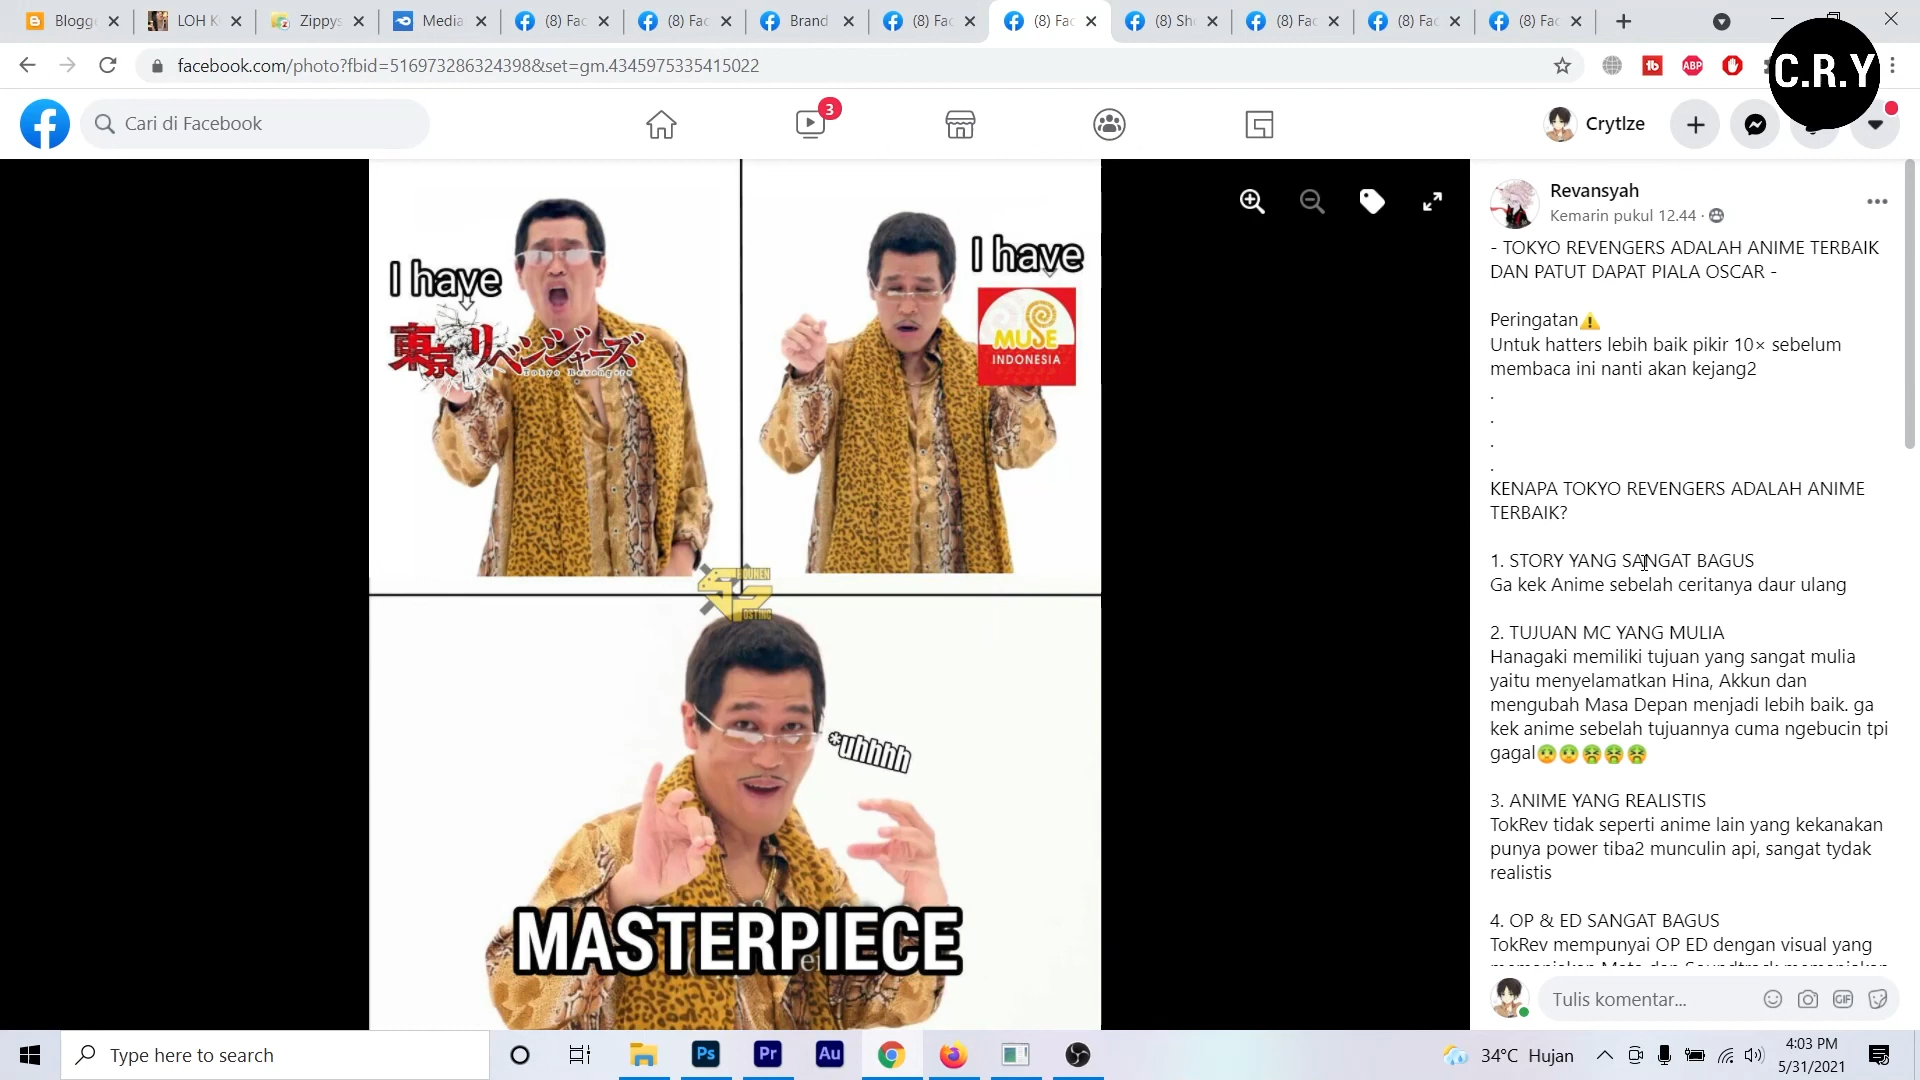 Blogge
LOH K
Zippys
Media
(8) Fac
(8) Fac
Brand
(8) Fac
(8) Fac
(8) Sh
(8) Fac
(8) Fac
(8) Fac
facebook.com/photo?fbid=516973286324398&set=gm.4345975335415022
ABP
C.R.Y
Cari di Facebook
3
Crytlze
I have
東京リベンジャーズ
Tokyo Revengers
I have
MUSE
INDONESIA
*uhhhh
MASTERPIECE
Revansyah
Kemarin pukul 12.44 ·
- TOKYO REVENGERS ADALAH ANIME TERBAIK
DAN PATUT DAPAT PIALA OSCAR -
Peringatan⚠️
Untuk hatters lebih baik pikir 10× sebelum
membaca ini nanti akan kejang2
.
.
.
.
KENAPA TOKYO REVENGERS ADALAH ANIME
TERBAIK?
1. STORY YANG SANGAT BAGUS
Ga kek Anime sebelah ceritanya daur ulang
2. TUJUAN MC YANG MULIA
Hanagaki memiliki tujuan yang sangat mulia
yaitu menyelamatkan Hina, Akkun dan
mengubah Masa Depan menjadi lebih baik. ga
kek anime sebelah tujuannya cuma ngebucin tpi
gagal🤢🤢🤮🤮🤮
3. ANIME YANG REALISTIS
TokRev tidak seperti anime lain yang kekanakan
punya power tiba2 munculin api, sangat tydak
realistis
4. OP & ED SANGAT BAGUS
TokRev mempunyai OP ED dengan visual yang
Tulis komentar...
GIF
Type here to search
Ps
Pr
Au
34°C Hujan
4:03 PM
5/31/2021